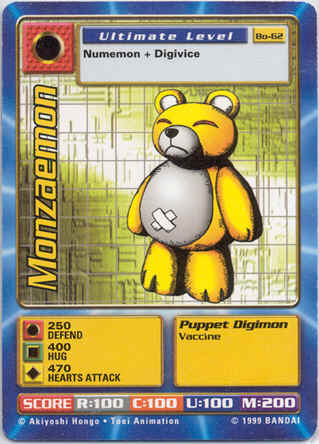 Ultimate Level
Bo-62
Numemon + Digivice
Monzaemon
250
DEFEND
400
HUG
470
HEARTS ATTACK
Puppet Digimon
Vaccine
SCORE R:100 C:100 U:100 M:200
© Akiyoshi Hongo • Toei Animation © 1999 BANDAI